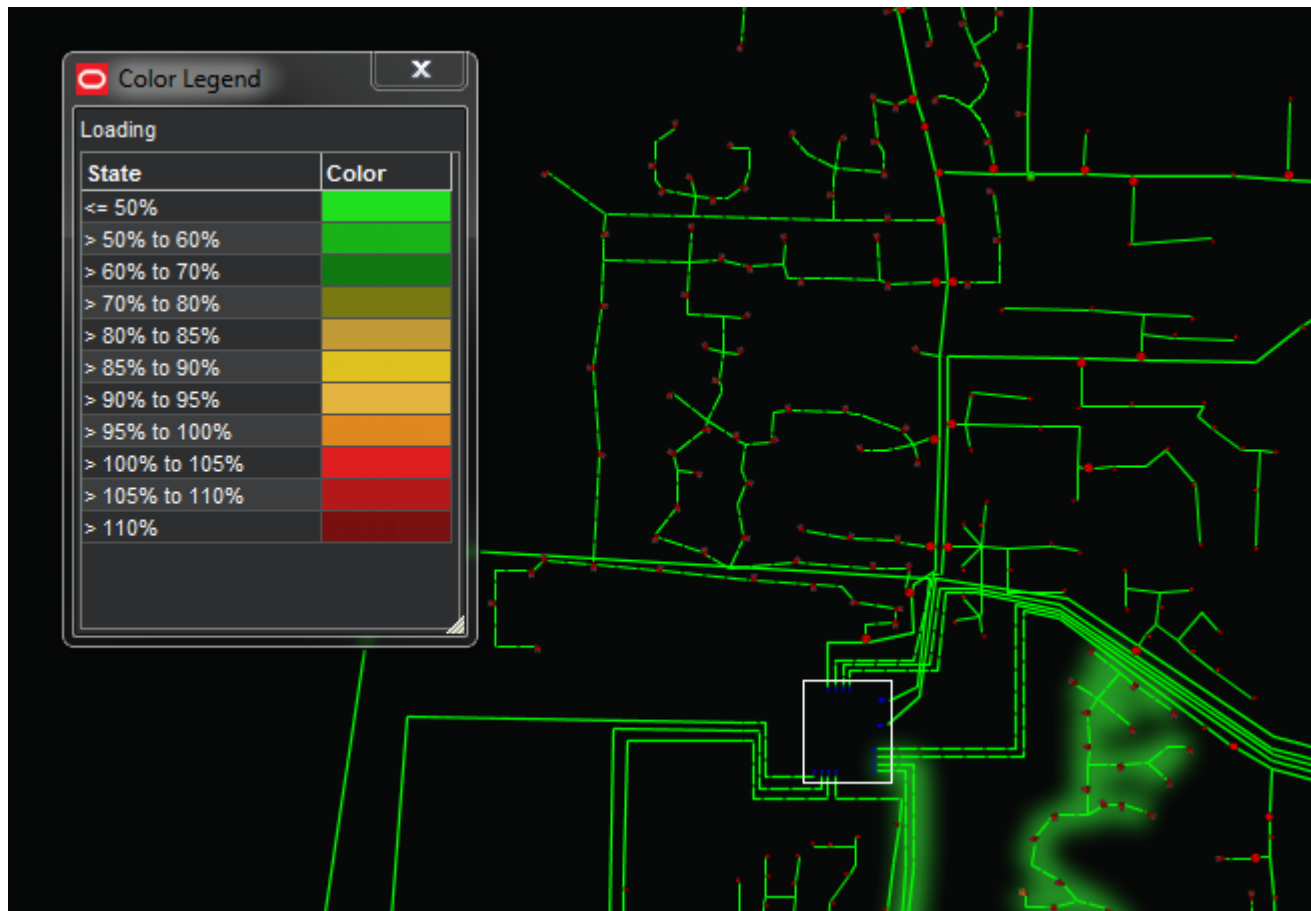 Color Legend
X
Loading
State Color
<= 50%
> 50% to 60%
> 60% to 70%
> 70% to 80%
> 80% to 85%
> 85% to 90%
> 90% to 95%
> 95% to 100%
> 100% to 105%
> 105% to 110%
> 110%